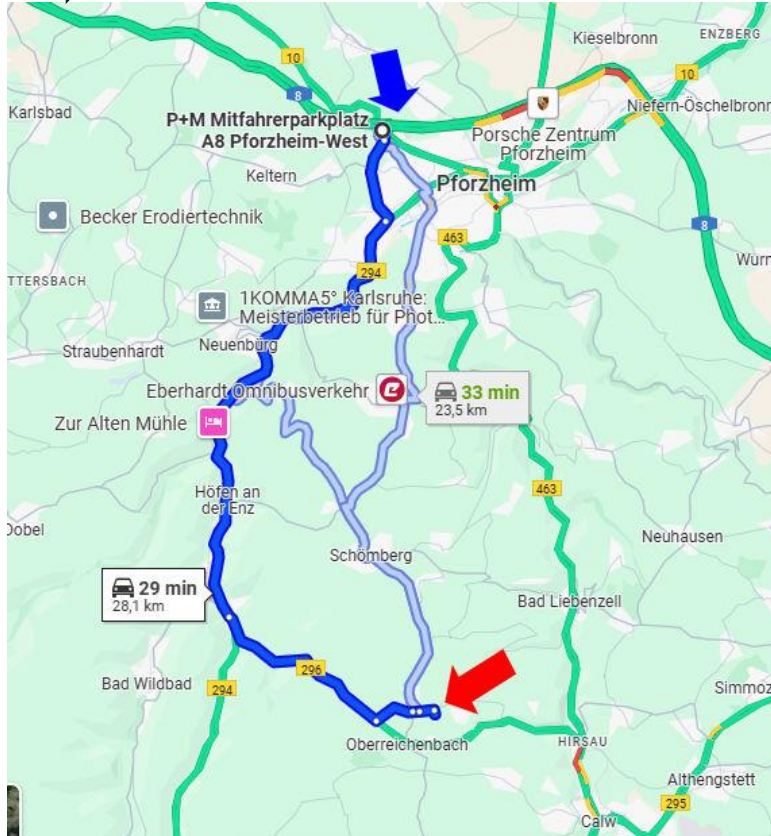 Kieselbronn
ENZBERG
10
10
8
Karlsbad
P+M Mitfahrerparkplatz
A8 Pforzheim-West
Niefern-Öschelbronn
Porsche Zentrum
Pforzheim
Keltern
Pforzheim
Becker Erodiertechnik
463
8
TTERSBACH
294
Wurm
1KOMMA5° Karlsruhe:
Meisterbetrieb für Phot...
Neuenbürg
Straubenhardt
Eberhardt Omnibusverkehr
33 min
23,5 km
Zur Alten Mühle
463
Höfen an
der Enz
Dobel
Neuhausen
Schömberg
29 min
28,1 km
Bad Liebenzell
296
Bad Wildbad
294
Simmoz
Oberreichenbach
HIRSAU
Althengstett
295
Calw